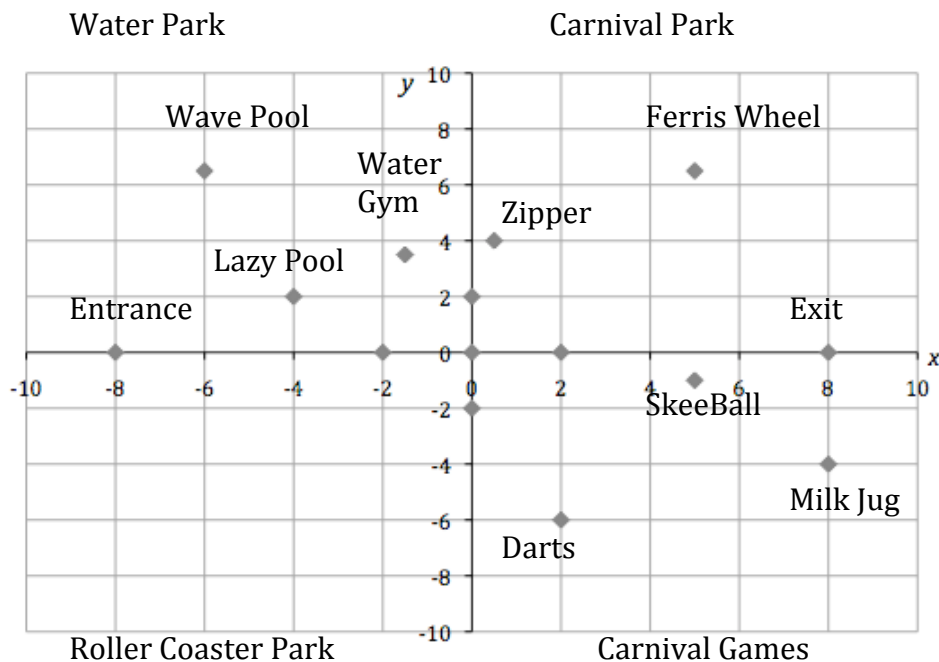 Water Park Carnival Park
y 10
Wave Pool Ferris Wheel
8
Water
Gym
6
Zipper
4
Lazy Pool
2
Entrance Exit
0 x
-10 -8 -6 -4 -2 0 2 4 6 8 10
SkeeBall
-2
-4
Milk Jug
-6
Darts
-8
-10
Roller Coaster Park Carnival Games